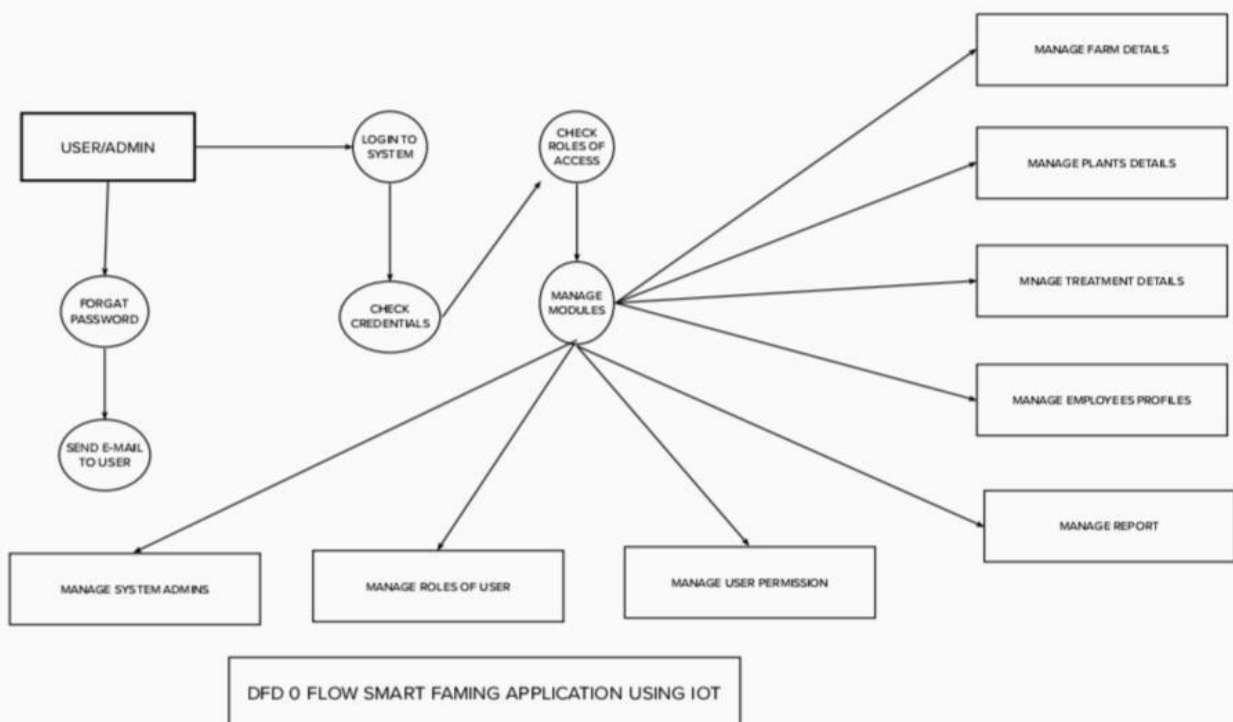 MANAGE FARM DETAILS
USER/ADMIN
LOGIN TO
SYSTEM
CHECK
ROLES OF
ACCESS
MANAGE PLANTS DETAILS
FORGAT
PASSWORD
CHECK
CREDENTIALS
MANAGE
MODULES
MNAGE TREATMENT DETAILS
MANAGE EMPLOYEES PROFILES
SEND E-MAIL
TO USER
MANAGE REPORT
MANAGE SYSTEM ADMINS
MANAGE ROLES OF USER
MANAGE USER PERMISSION
DFD 0 FLOW SMART FAMING APPLICATION USING IOT